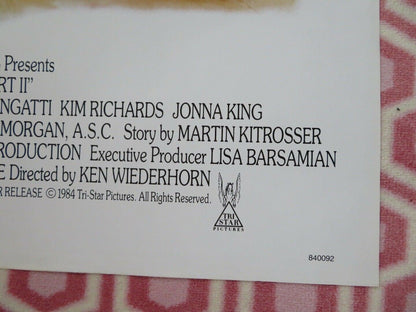 Presents
RT II"
NGATTI KIM RICHARDS JONNA KING
MORGAN, A.S.C. Story by MARTIN KITROSSER
RODUCTION Executive Producer LISA BARSAMIAN
E Directed by KEN WIEDERHORN
R RELEASE © 1984 Tri-Star Pictures. All Rights Reserved.
TRI
STAR
PICTURES
840092